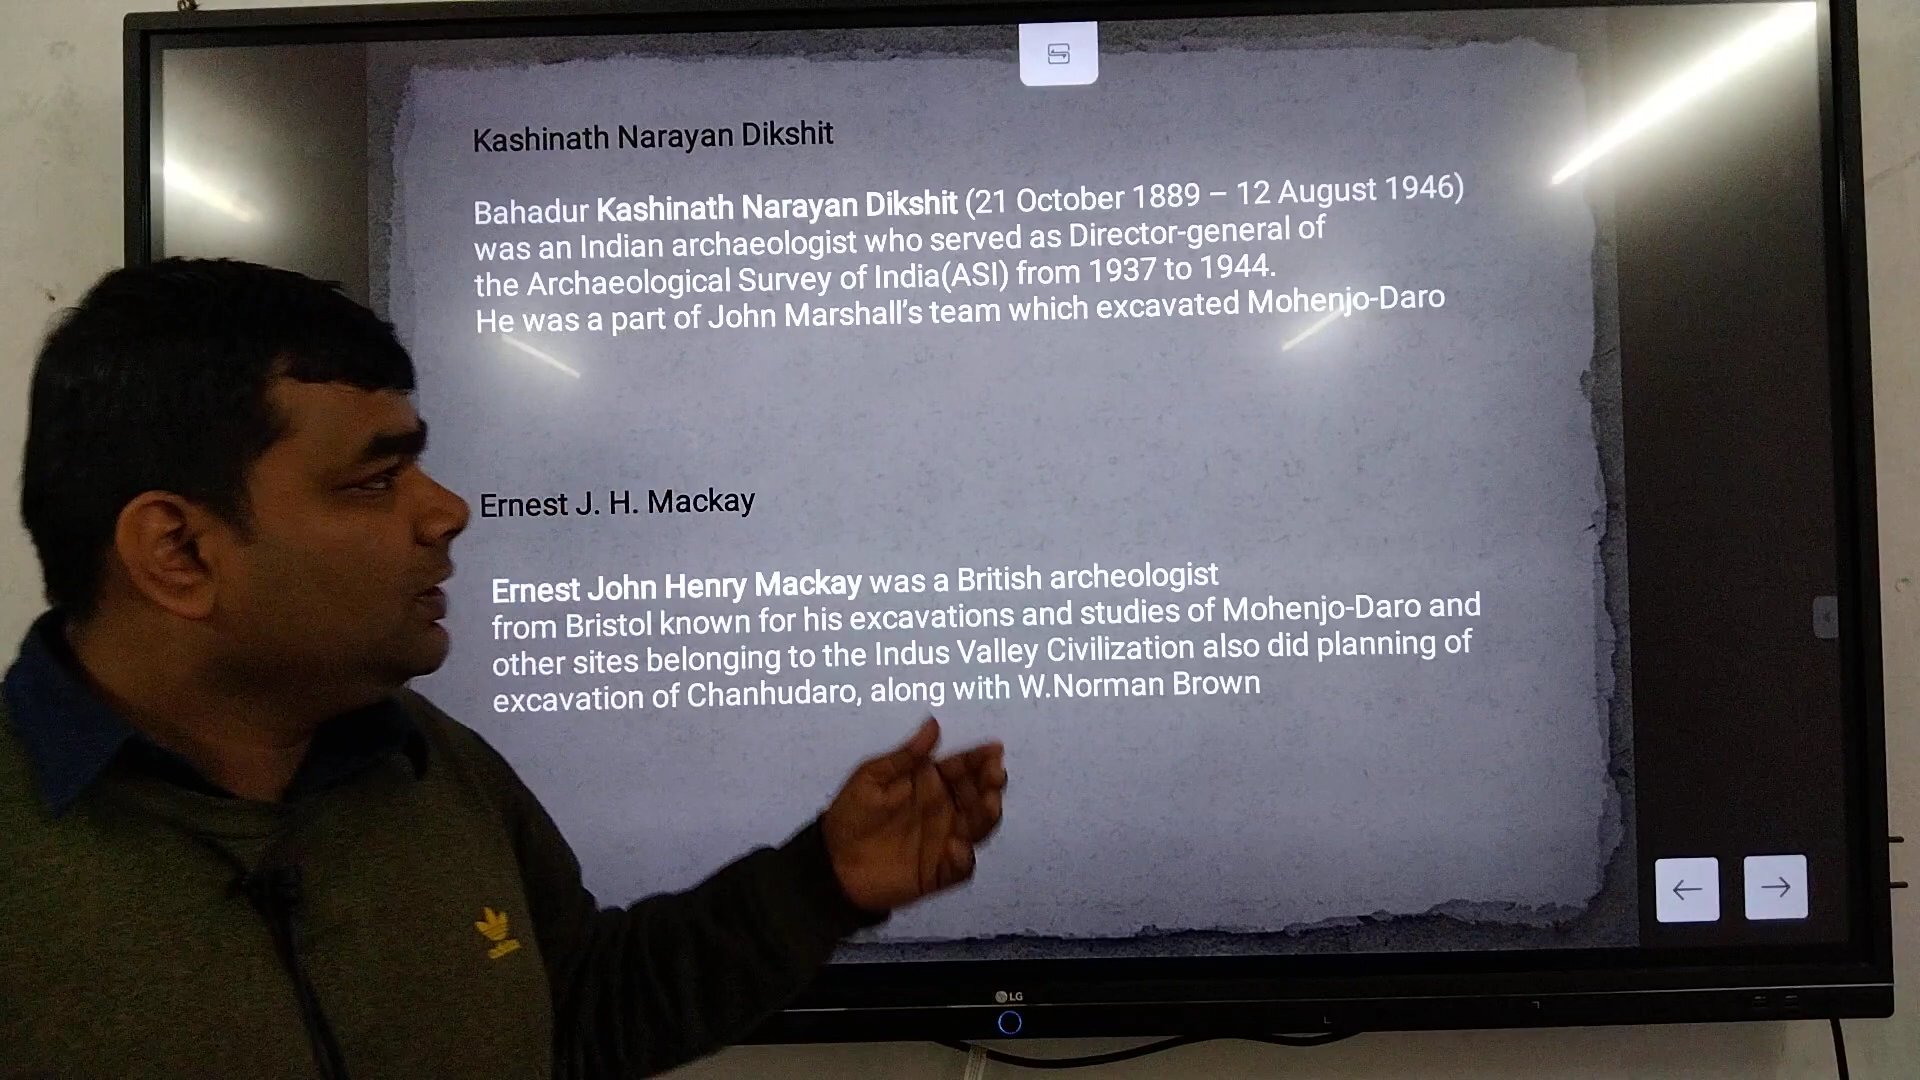 Kashinath Narayan Dikshit
Bahadur Kashinath Narayan Dikshit (21 October 1889 – 12 August 1946)
was an Indian archaeologist who served as Director-general of
the Archaeological Survey of India(ASI) from 1937 to 1944.
He was a part of John Marshall's team which excavated Mohenjo-Daro
Ernest J. H. Mackay
Ernest John Henry Mackay was a British archeologist
from Bristol known for his excavations and studies of Mohenjo-Daro and
other sites belonging to the Indus Valley Civilization also did planning of
excavation of Chanhudaro, along with W.Norman Brown
LG